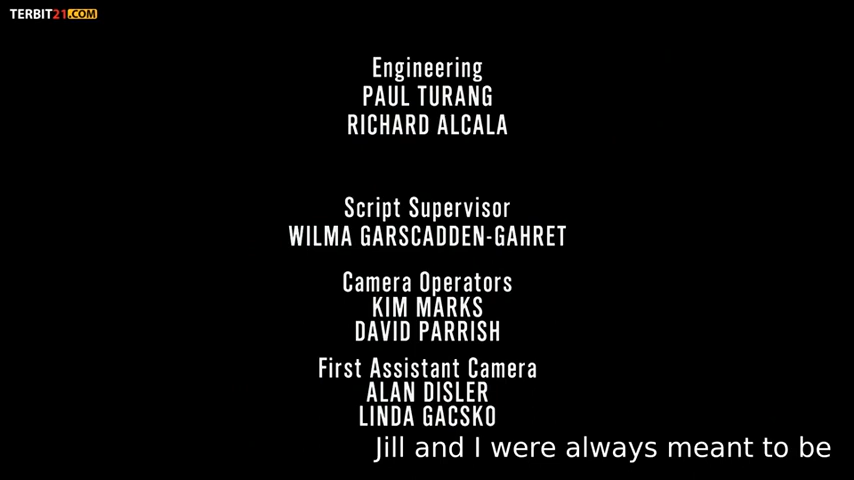 TERBIT21.COM
Engineering
PAUL TURANG
RICHARD ALCALA
Script Supervisor
WILMA GARSCADDEN-GAHRET
Camera Operators
KIM MARKS
DAVID PARRISH
First Assistant Camera
ALAN DISLER
LINDA GACSKO
Jill and I were always meant to be